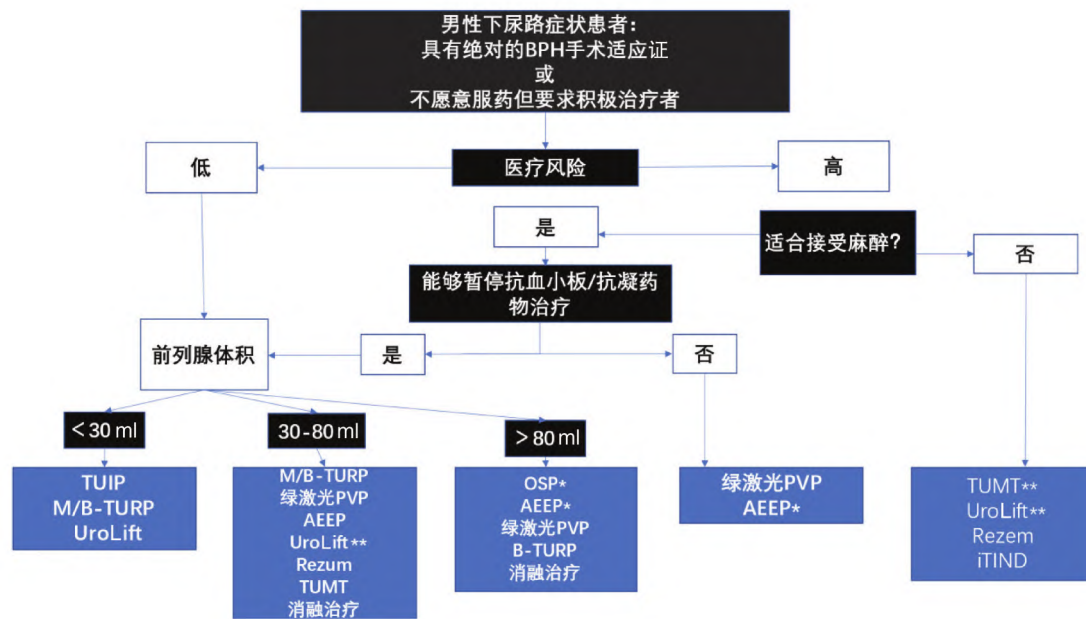 男性下尿路症状患者:
具有绝对的BPH手术适应证
或
不愿意服药但要求积极治疗者
低
医疗风险
高
是
适合接受麻醉?
否
能够暂停抗血小板/抗凝药
物治疗
前列腺体积
是
否
<30 ml
30-80 ml
>80 ml
TUIP
M/B-TURP
UroLift
M/B-TURP
绿激光PVP
AEEP
UroLift**
Rezum
TUMT
消融治疗
OSP*
AEEP*
绿激光PVP
B-TURP
消融治疗
绿激光PVP
AEEP*
TUMT**
UroLift**
Rezem
iTIND